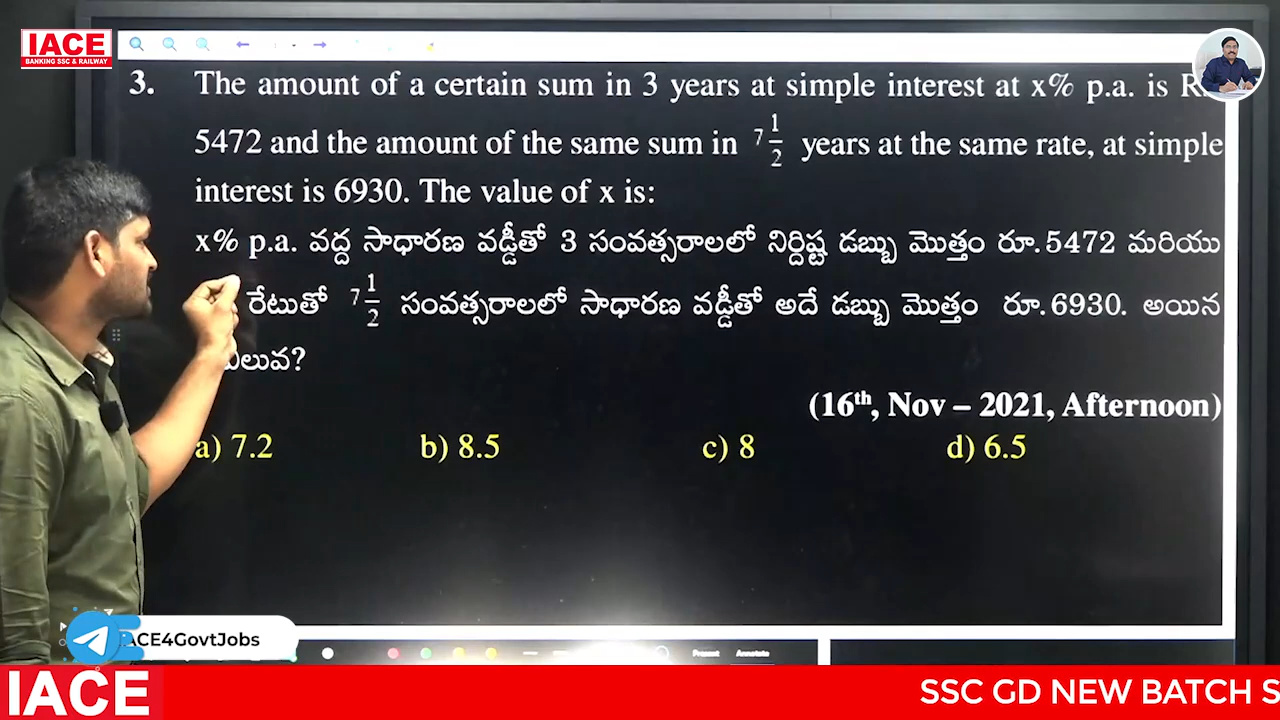 IACE
BANKING SSC & RAILWAY
3. The amount of a certain sum in 3 years at simple interest at x% p.a. is
5472 and the amount of the same sum in 7 1/2 years at the same rate, at simple
interest is 6930. The value of x is:
x% p.a. వద్ద సాధారణ వడ్డీతో 3 సంవత్సరాలలో నిర్దిష్ట డబ్బు మొత్తం రూ.5472 మరియు
రేటుతో 7 1/2 సంవత్సరాలలో సాధారణ వడ్డీతో అదే డబ్బు మొత్తం రూ.6930. అయిన
విలువ?
(16th, Nov – 2021, Afternoon)
a) 7.2 b) 8.5 c) 8 d) 6.5
IACE4GovtJobs
Present Annotate
IACE
SSC GD NEW BATCH S